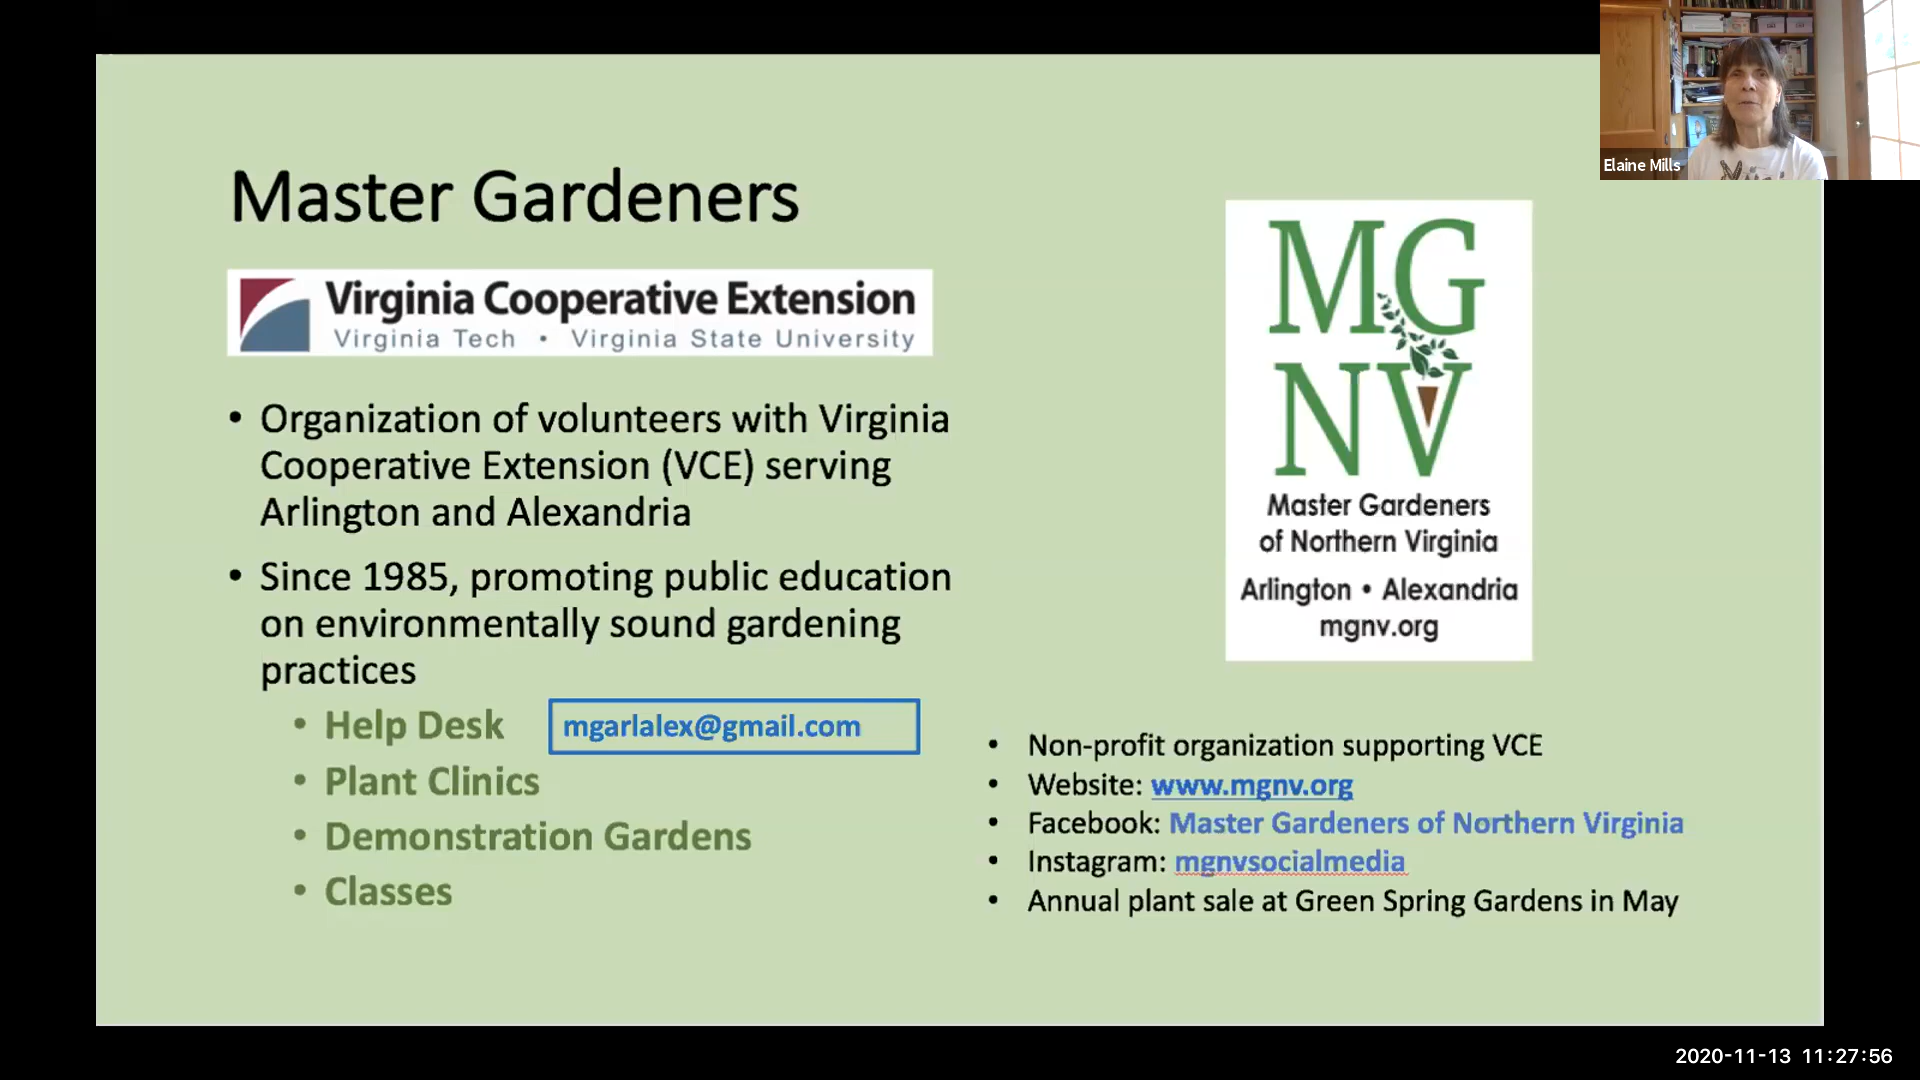 Elaine Mills
Master Gardeners
Virginia Cooperative Extension
Virginia Tech • Virginia State University
• Organization of volunteers with Virginia
Cooperative Extension (VCE) serving
Arlington and Alexandria
• Since 1985, promoting public education
on environmentally sound gardening
practices
• Help Desk
mgarlalex@gmail.com
• Plant Clinics
• Demonstration Gardens
• Classes
MG
NV
Master Gardeners
of Northern Virginia
Arlington • Alexandria
mgnv.org
• Non-profit organization supporting VCE
• Website: www.mgnv.org
• Facebook: Master Gardeners of Northern Virginia
• Instagram: mgnvsocialmedia
• Annual plant sale at Green Spring Gardens in May
2020-11-13 11:27:56